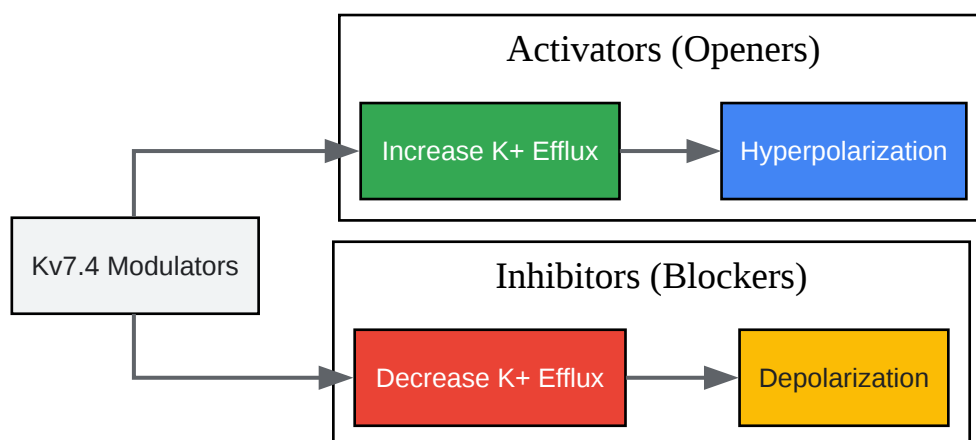 Activators (Openers)
Increase K+ Efflux
Hyperpolarization
Kv7.4 Modulators
Inhibitors (Blockers)
Decrease K+ Efflux
Depolarization